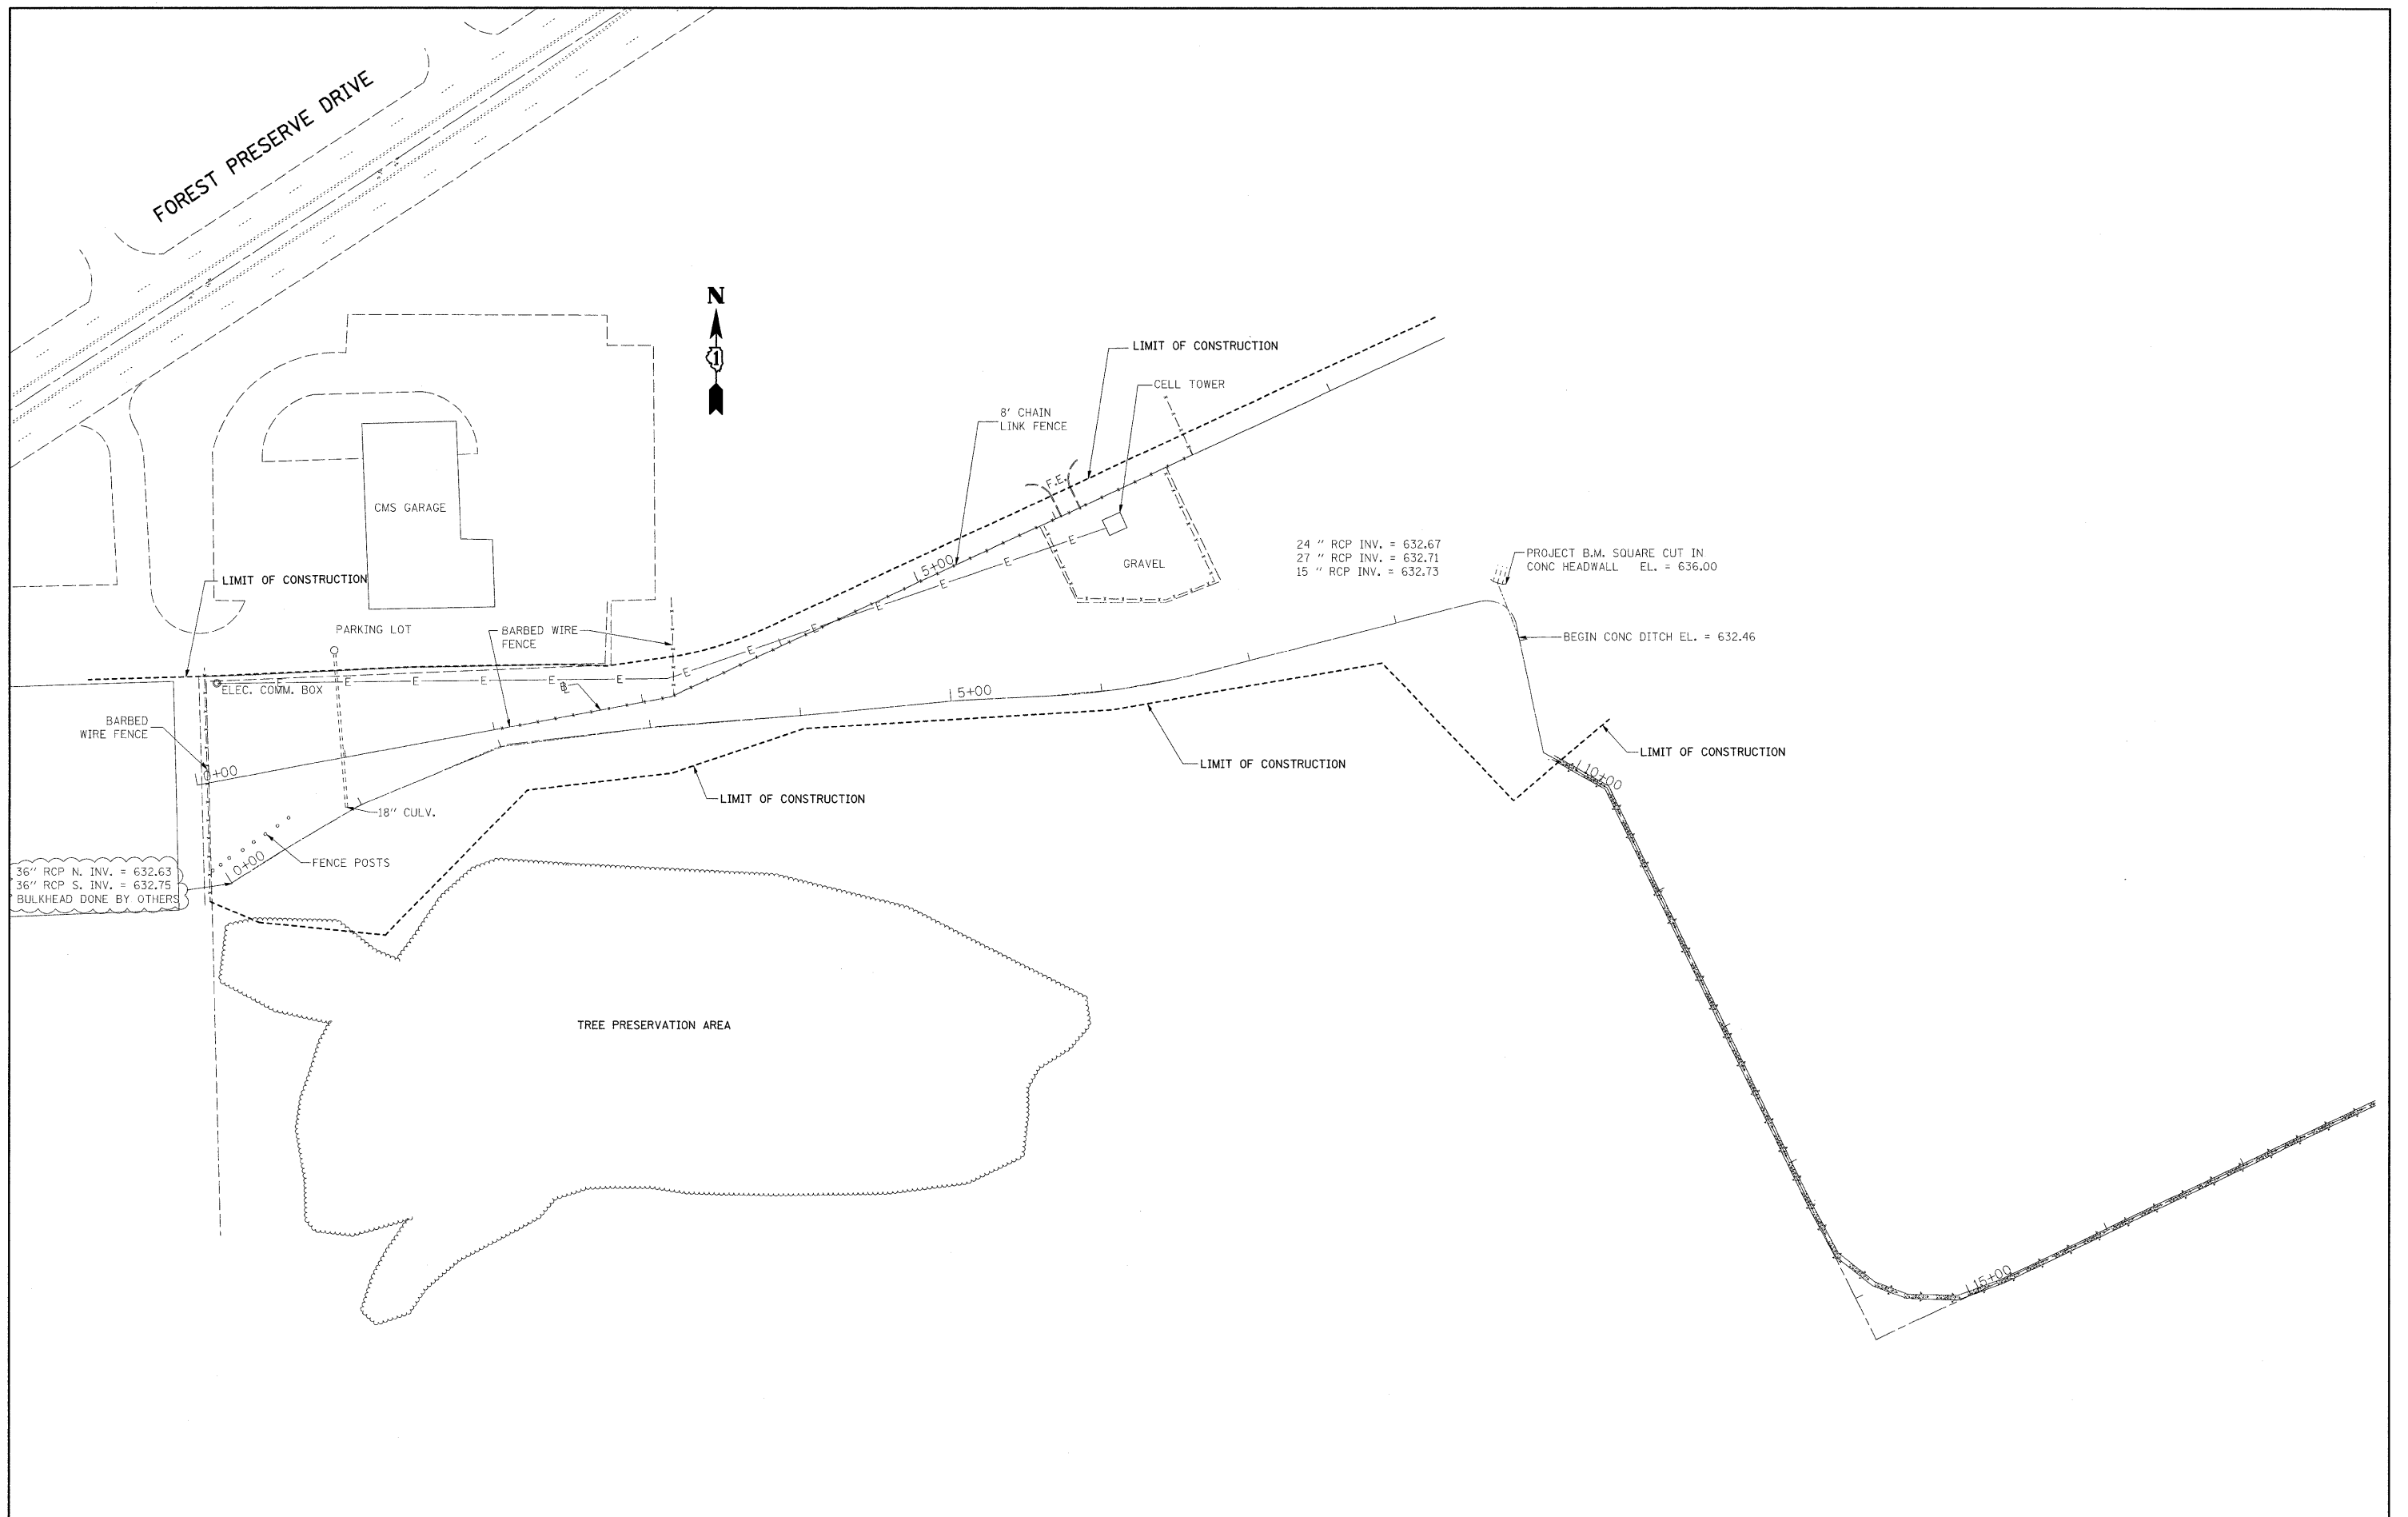 FOREST PRESERVE DRIVE
N
1
LIMIT OF CONSTRUCTION
CELL TOWER
8' CHAIN
LINK FENCE
F.E.
CMS GARAGE
5+00
E
E
E
E
E
E
E
GRAVEL
24 " RCP INV. = 632.67
27 " RCP INV. = 632.71
15 " RCP INV. = 632.73
PROJECT B.M. SQUARE CUT IN
CONC HEADWALL EL. = 636.00
LIMIT OF CONSTRUCTION
PARKING LOT
BARBED WIRE
FENCE
BEGIN CONC DITCH EL. = 632.46
E
E
E
E
E
E
ELEC. COMM. BOX
5+00
BARBED
WIRE FENCE
0+00
LIMIT OF CONSTRUCTION
LIMIT OF CONSTRUCTION
10+00
LIMIT OF CONSTRUCTION
18" CULV.
FENCE POSTS
0+00
36" RCP N. INV. = 632.63
36" RCP S. INV. = 632.75
BULKHEAD DONE BY OTHERS
TREE PRESERVATION AREA
15+00